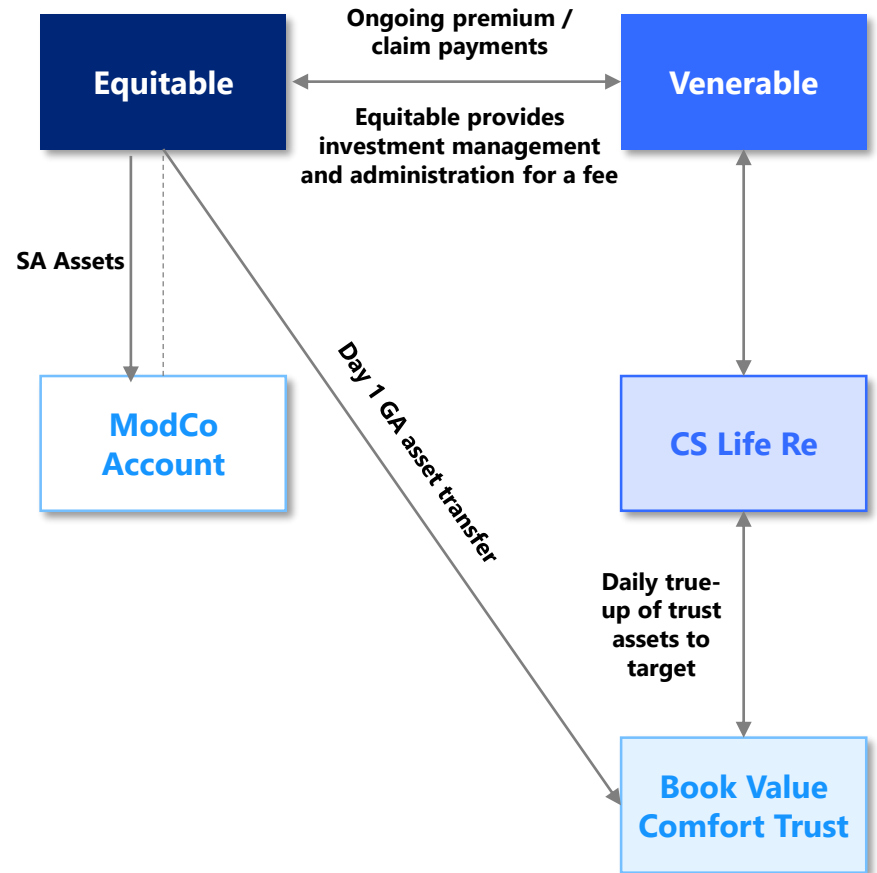 Ongoing premium /
claim payments
Equitable
Venerable
Equitable provides
investment management
and administration for a fee
SA Assets
Day 1 GA asset transfer
ModCo
Account
CS Life Re
Daily true-
up of trust
assets to
target
Book Value
Comfort Trust